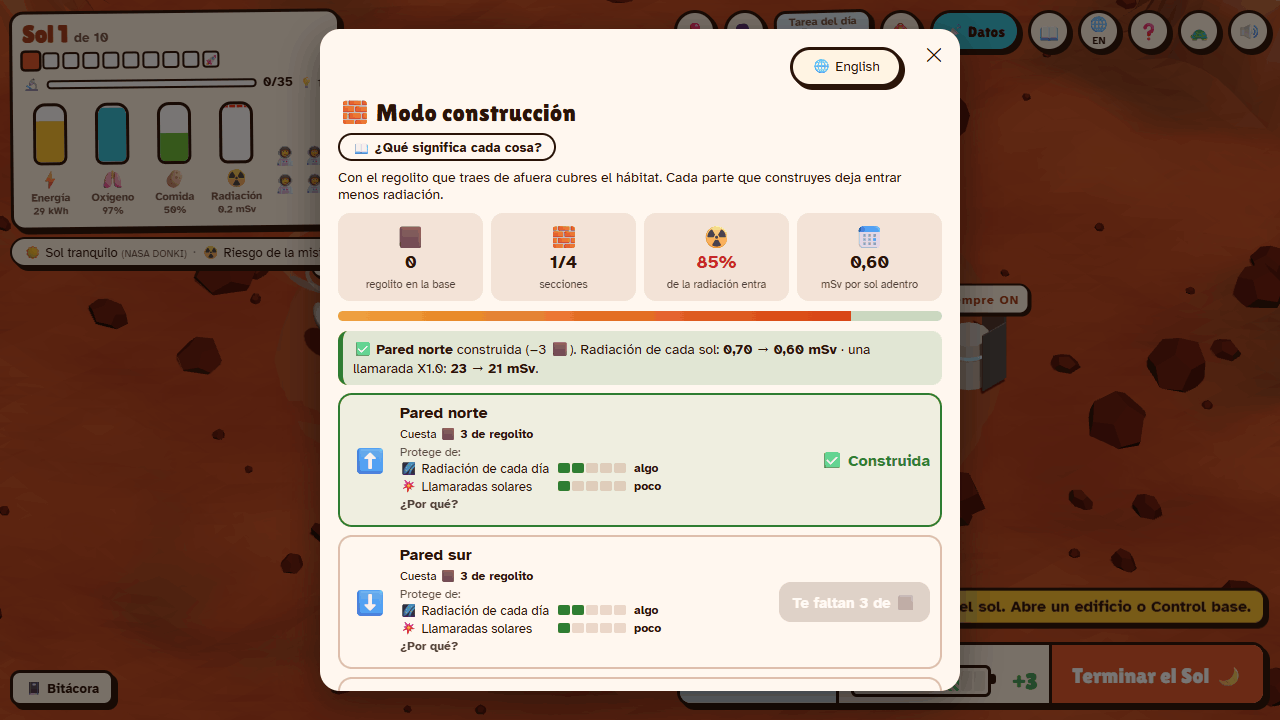 Sol 1 de 10
0/35
Energía
29 kWh
Oxígeno
97%
Comida
50%
Radiación
0.2 mSv
Sol tranquilo (NASA DONKI) · Riesgo de la
Tarea del día
Datos
EN
English
Modo construcción
¿Qué significa cada cosa?
Con el regolito que traes de afuera cubres el hábitat. Cada parte que construyes deja entrar
menos radiación.
0
regolito en la base
1/4
secciones
85%
de la radiación entra
0,60
mSv por sol adentro
Pared norte construida (−3 ). Radiación de cada sol: 0,70 → 0,60 mSv · una
llamarada X1.0: 23 → 21 mSv.
Pared norte
Cuesta 3 de regolito
Protege de:
Radiación de cada día algo
Llamaradas solares poco
¿Por qué?
Construida
Pared sur
Cuesta 3 de regolito
Protege de:
Radiación de cada día algo
Llamaradas solares poco
¿Por qué?
Te faltan 3 de
ON
el sol. Abre un edificio o Control base.
Bitácora
+3
Terminar el Sol